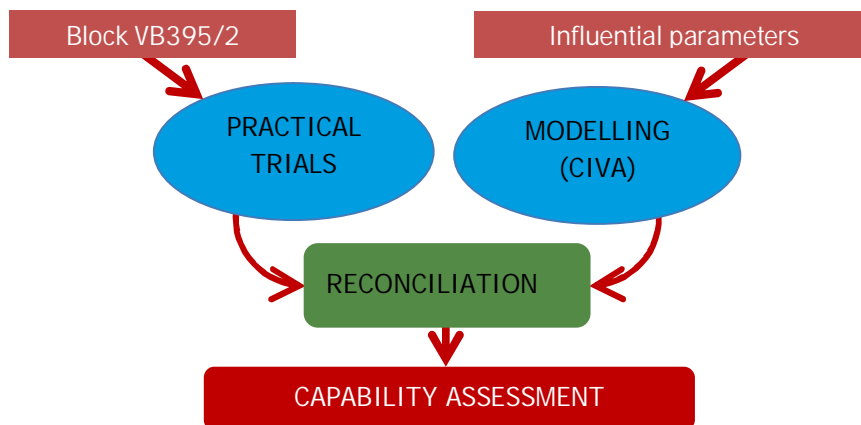 Block VB395/2
Influential parameters
PRACTICAL
TRIALS
MODELLING
(CIVA)
RECONCILIATION
CAPABILITY ASSESSMENT